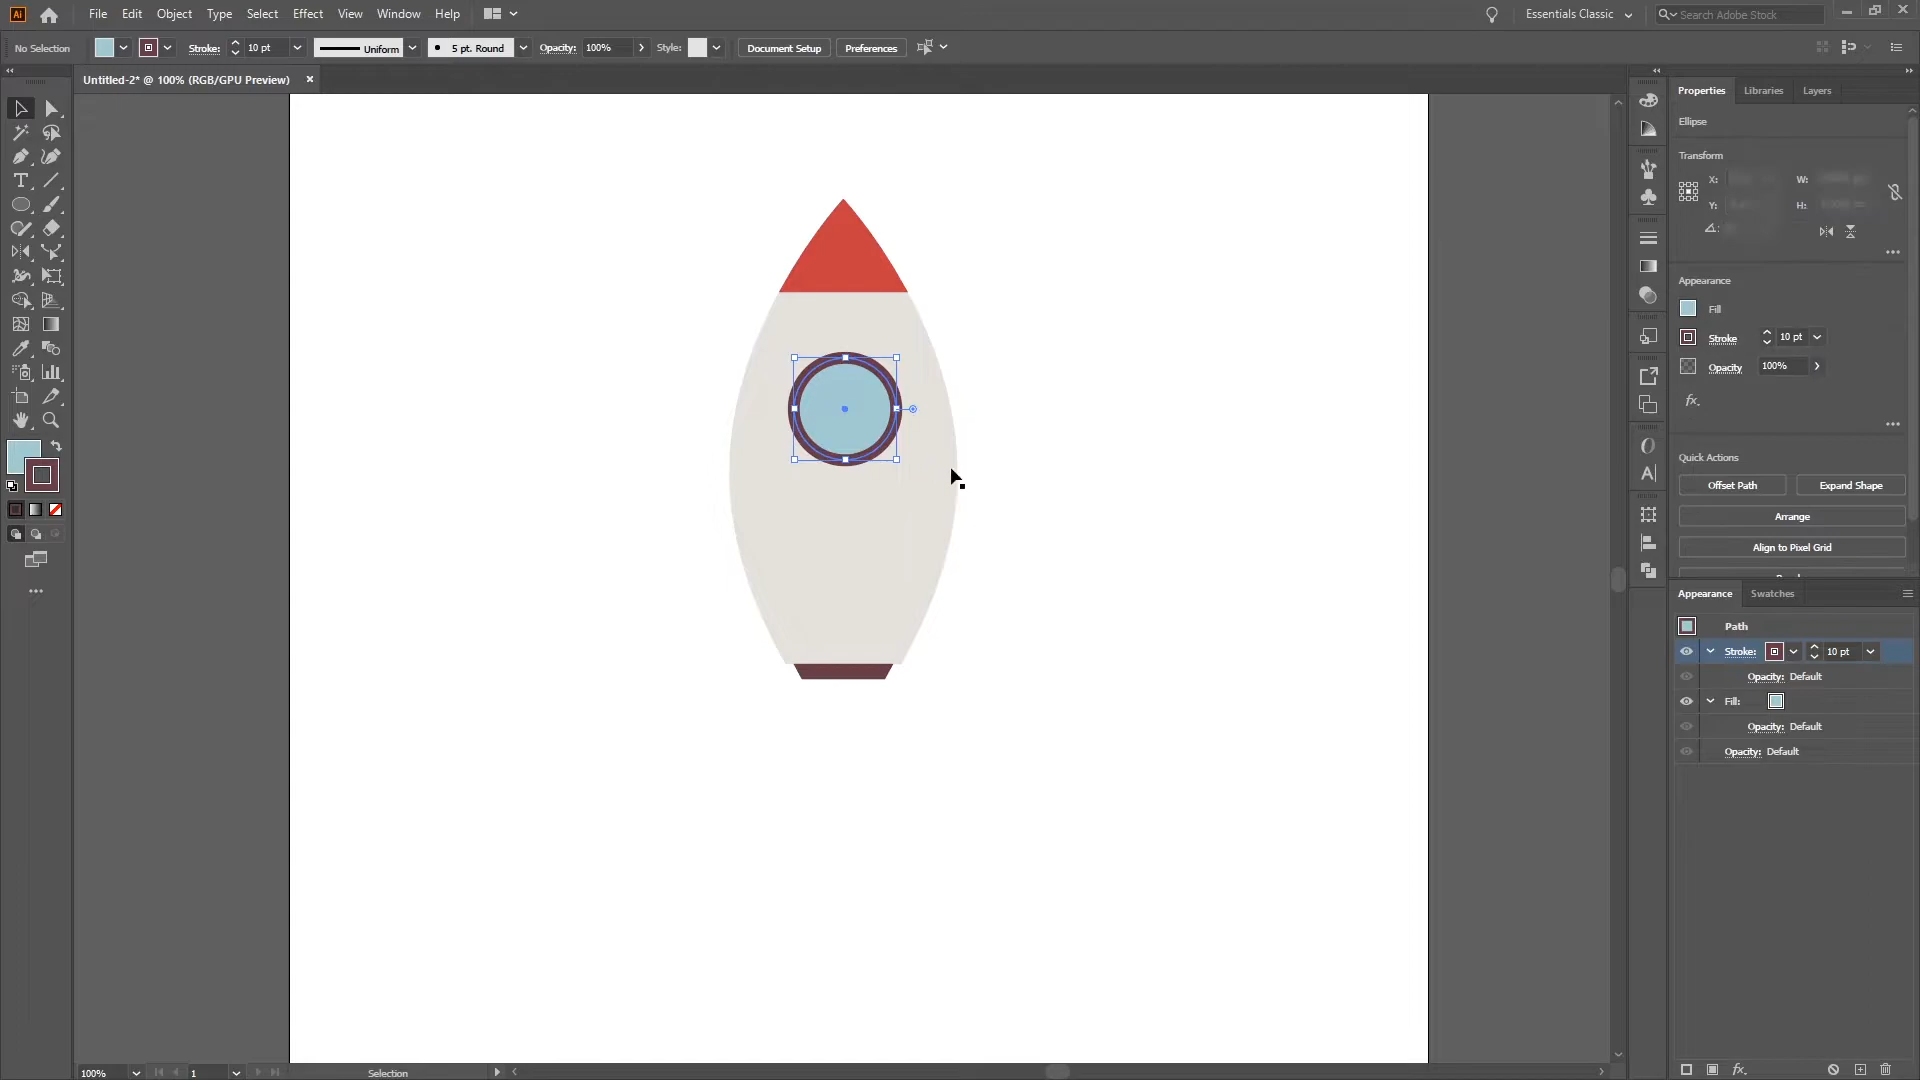 Ai File Edit Object Type Select Effect View Window Help Essentials Classic Search Adobe Stock
No Selection Stroke: 10 pt Uniform 5 pt. Round Opacity: 100% Style: Document Setup Preferences
Untitled-2* @ 100% (RGB/GPU Preview) ×
Properties Libraries Layers
Ellipse
Transform
X: W:
Y: H:
Appearance
Fill
Stroke 10 pt
Opacity 100%
fx.
Quick Actions
Offset Path Expand Shape
Arrange
Align to Pixel Grid
Appearance Swatches
Path
Stroke: 10 pt
Opacity: Default
Fill:
Opacity: Default
Opacity: Default
fx.
100% 1 Selection